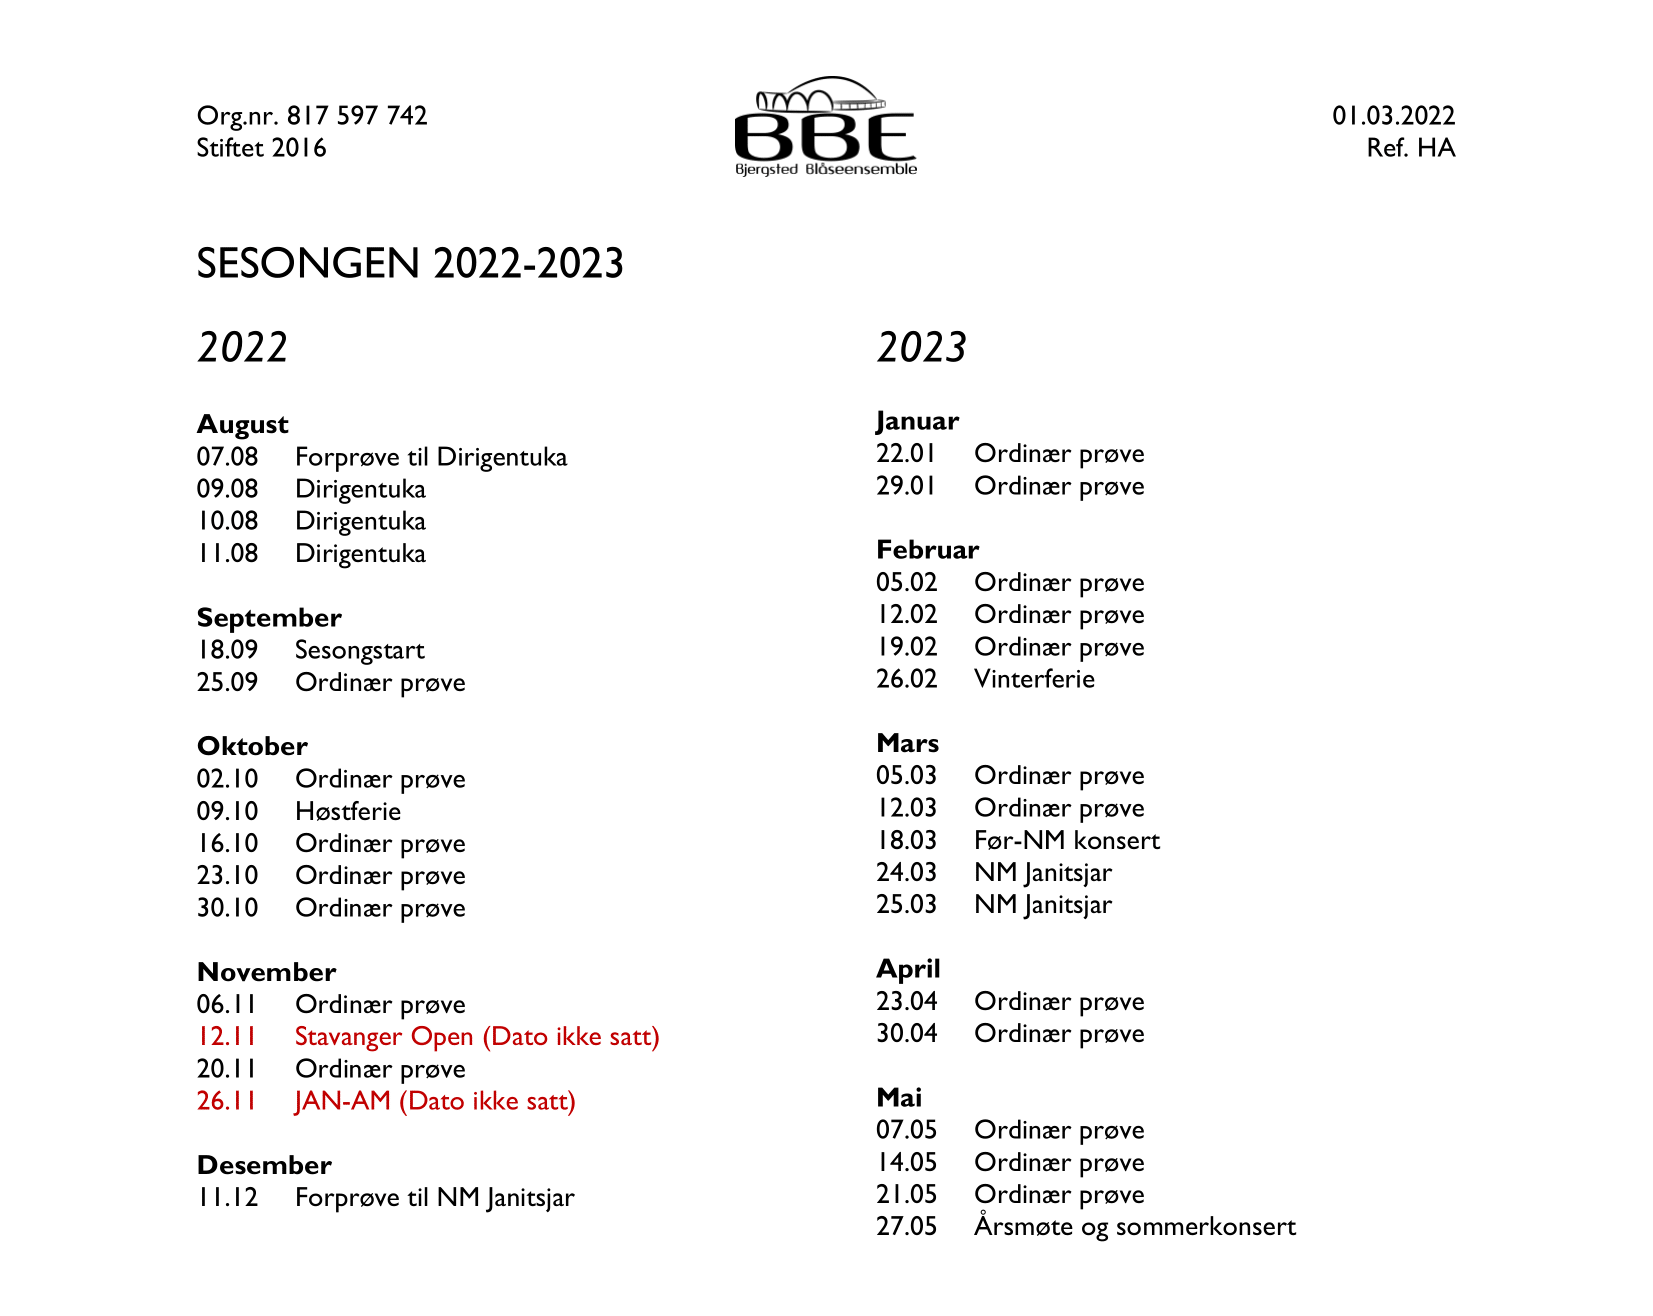 Org.nr. 817 597 742
Stiftet 2016
BBE
Bjergsted Blåseensemble
01.03.2022
Ref. HA
SESONGEN 2022-2023
2022
August
07.08 Forprøve til Dirigentuka
09.08 Dirigentuka
10.08 Dirigentuka
11.08 Dirigentuka
September
18.09 Sesongstart
25.09 Ordinær prøve
Oktober
02.10 Ordinær prøve
09.10 Høstferie
16.10 Ordinær prøve
23.10 Ordinær prøve
30.10 Ordinær prøve
November
06.11 Ordinær prøve
12.11 Stavanger Open (Dato ikke satt)
20.11 Ordinær prøve
26.11 JAN-AM (Dato ikke satt)
Desember
11.12 Forprøve til NM Janitsjar
2023
Januar
22.01 Ordinær prøve
29.01 Ordinær prøve
Februar
05.02 Ordinær prøve
12.02 Ordinær prøve
19.02 Ordinær prøve
26.02 Vinterferie
Mars
05.03 Ordinær prøve
12.03 Ordinær prøve
18.03 Før-NM konsert
24.03 NM Janitsjar
25.03 NM Janitsjar
April
23.04 Ordinær prøve
30.04 Ordinær prøve
Mai
07.05 Ordinær prøve
14.05 Ordinær prøve
21.05 Ordinær prøve
27.05 Årsmøte og sommerkonsert